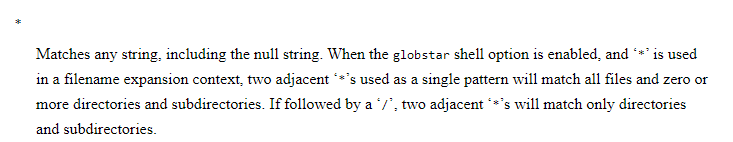 *
Matches any string, including the null string. When the globstar shell option is enabled, and ‘*’ is used
in a filename expansion context, two adjacent ‘*’s used as a single pattern will match all files and zero or
more directories and subdirectories. If followed by a ‘/’, two adjacent ‘*’s will match only directories
and subdirectories.